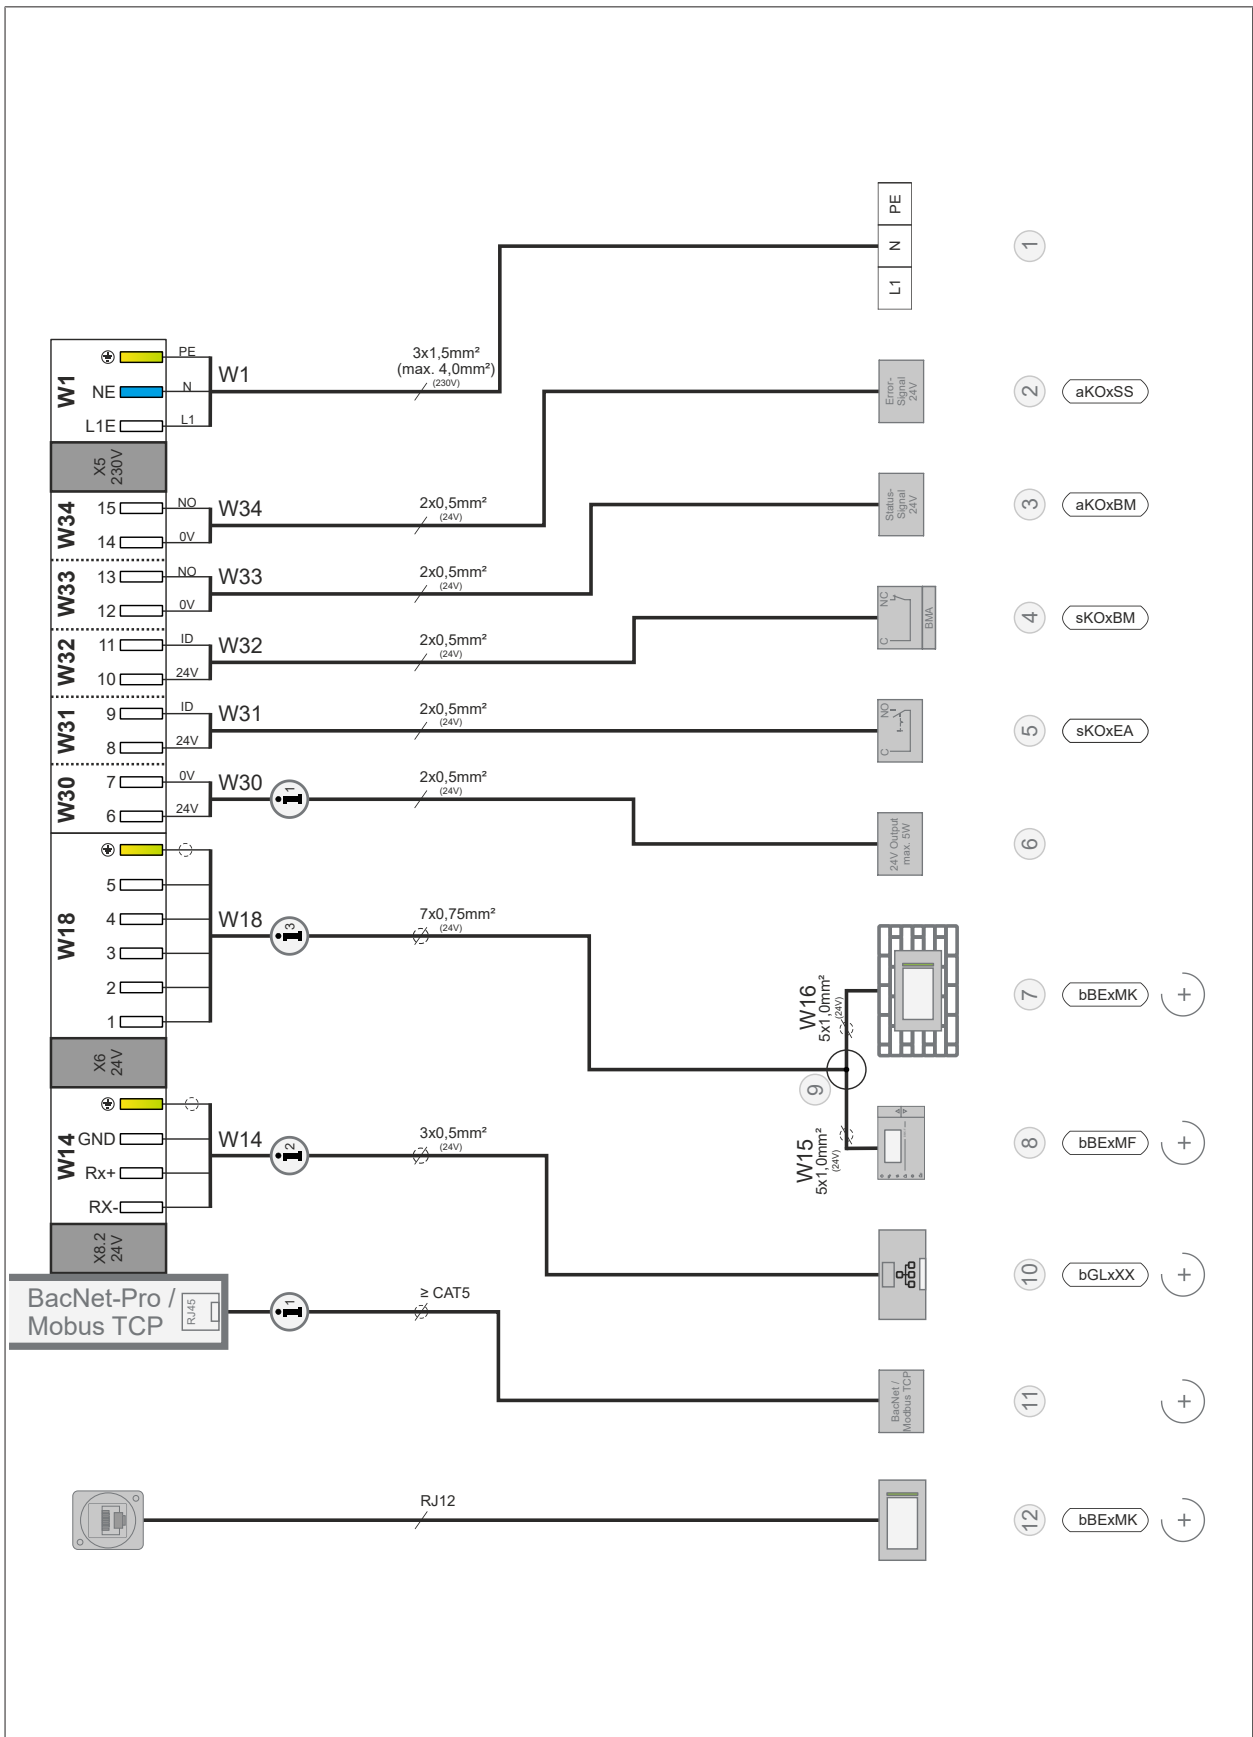 PE
N
L1
1
W1
PE
NE
N
L1E
L1
W1
3x1,5mm²
(max. 4,0mm²)
(230V)
Error-
Signal
24V
2
aKOxSS
X5
230V
W34
15
NO
14
0V
W34
2x0,5mm²
(24V)
Status-
Signal
24V
3
aKOxBM
W33
13
NO
12
0V
W33
2x0,5mm²
(24V)
C
NC
BMA
4
sKOxBM
W32
11
ID
10
24V
W32
2x0,5mm²
(24V)
C
NO
5
sKOxEA
W31
9
ID
8
24V
W31
2x0,5mm²
(24V)
W30
7
0V
6
24V
W30
1
2x0,5mm²
(24V)
24V Output
max. 5W
6
W18
5
4
3
2
1
W18
3
7x0,75mm²
(24V)
W16
5x1,0mm²
(24V)
7
bBExMK
9
X6
24V
W15
5x1,0mm²
(24V)
8
bBExMF
W14
GND
Rx+
RX-
W14
2
3x0,5mm²
(24V)
10
bGLxXX
X8.2
24V
BacNet-Pro /
Mobus TCP
RJ45
1
≥ CAT5
BacNet /
Modbus TCP
11
RJ12
12
bBExMK